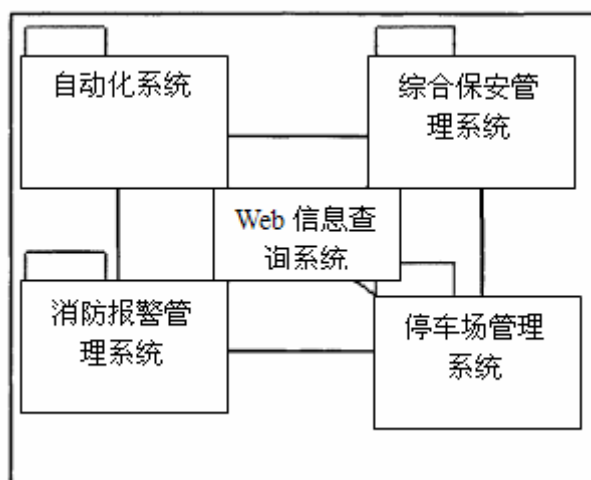 自动化系统
综合保安管
理系统
Web 信息查
询系统
消防报警管
理系统
停车场管理
系统